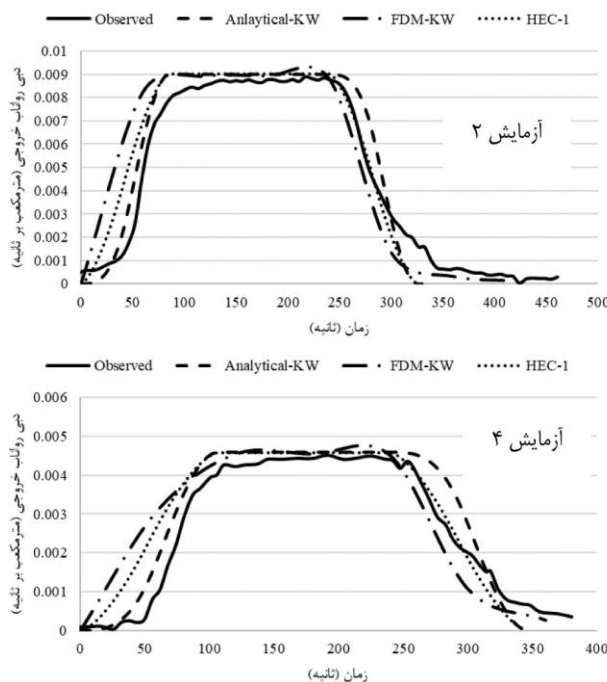 Observed Anlaytical-KW FDM-KW HEC-1
0.01
0.009
0.008
0.007
0.006
0.005
0.004
0.003
0.002
0.001
0
دبی رواناب خروجی (مترمکعب بر ثانیه)
آزمایش ۲
0 50 100 150 200 250 300 350 400 450 500
زمان (ثانیه)
Observed Analytical-KW FDM-KW HEC-1
0.006
0.005
0.004
0.003
0.002
0.001
0
دبی رواناب خروجی (مترمکعب بر ثانیه)
آزمایش ۴
0 50 100 150 200 250 300 350 400
زمان (ثانیه)